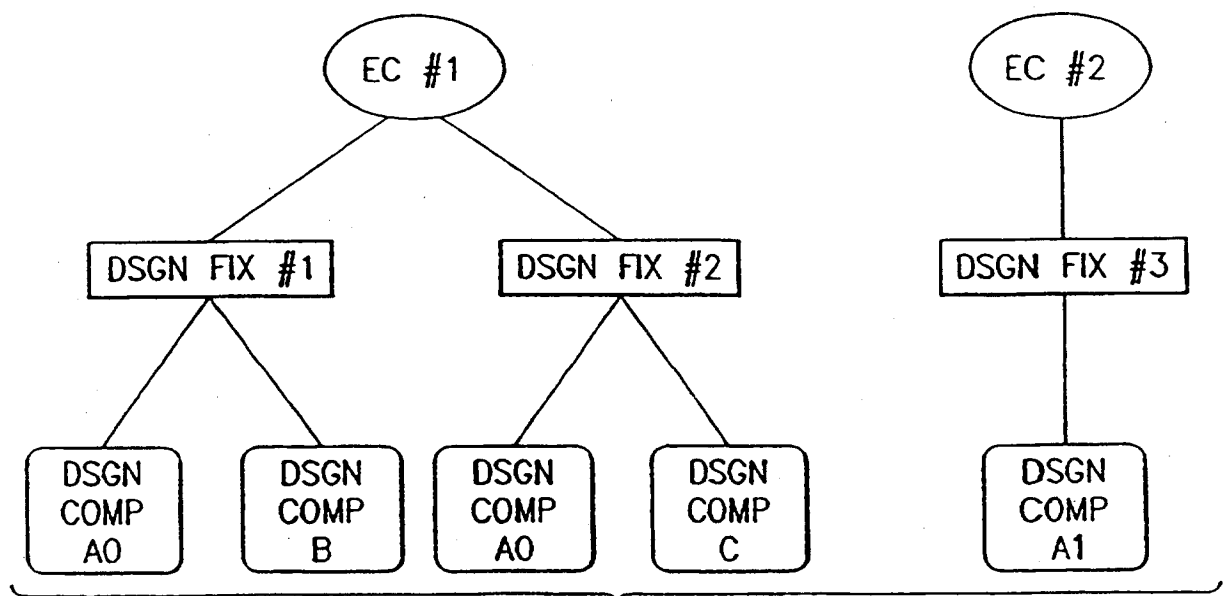 EC #1
EC #2
DSGN FIX #1
DSGN FIX #2
DSGN FIX #3
DSGN
COMP
A0
DSGN
COMP
B
DSGN
COMP
A0
DSGN
COMP
C
DSGN
COMP
A1